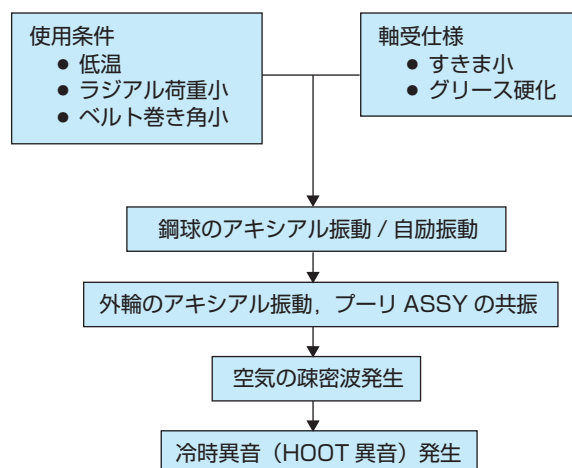 使用条件
● 低温
● ラジアル荷重小
● ベルト巻き角小
軸受仕様
● すきま小
● グリース硬化
鋼球のアキシアル振動 / 自励振動
外輪のアキシアル振動，プーリ ASSY の共振
空気の疎密波発生
冷時異音（HOOT 異音）発生